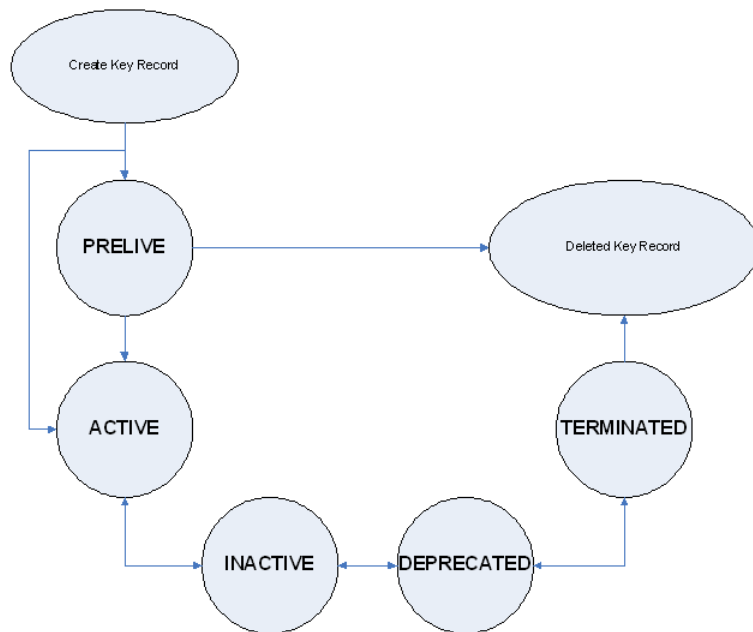 Create Key Record
PRELIVE
Deleted Key Record
ACTIVE
TERMINATED
INACTIVE
DEPRECATED